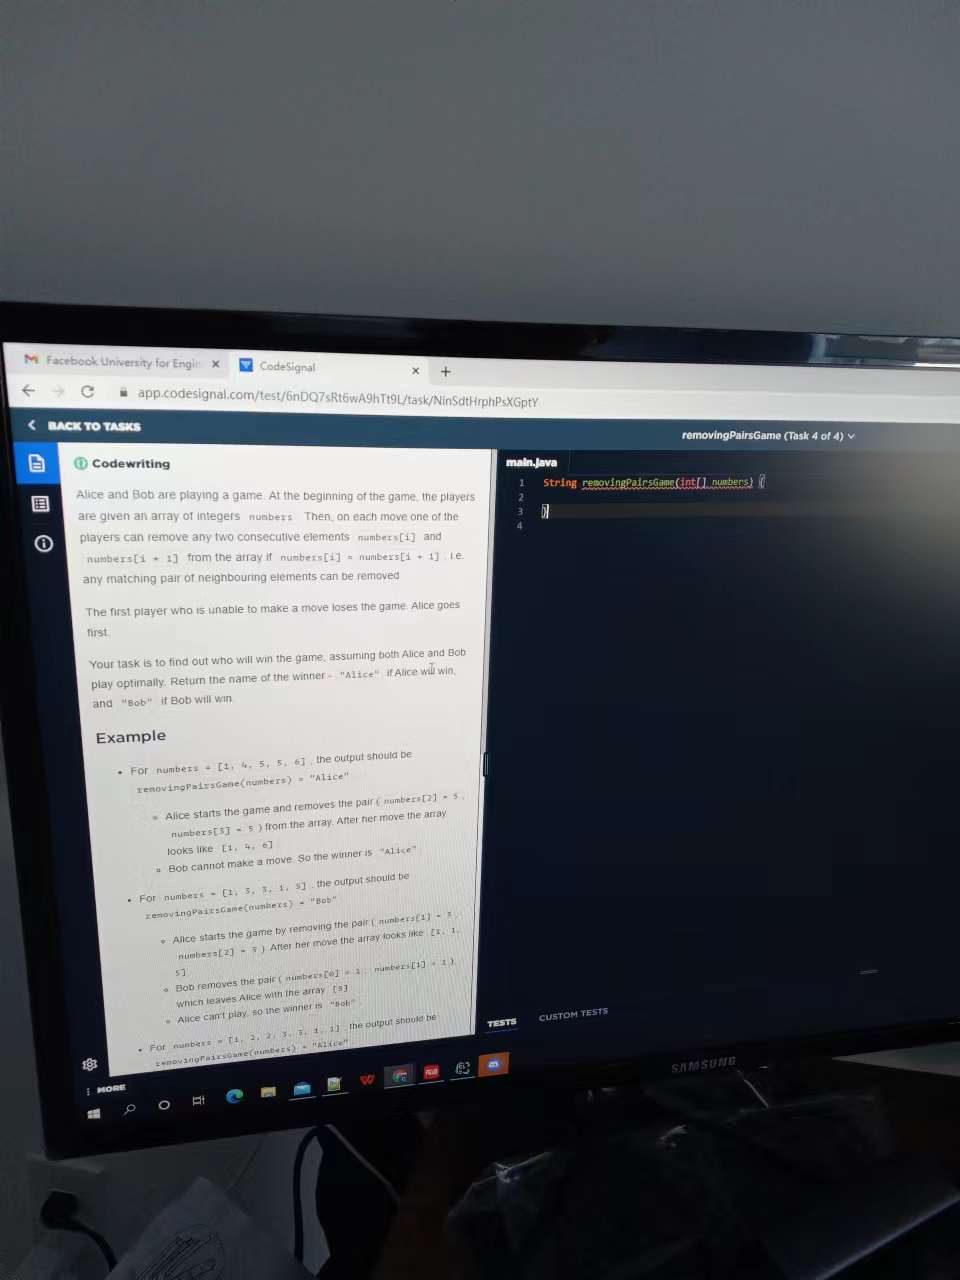 Facebook University for Engin
CodeSignal
app.codesignal.com/test/6nDQ7sRt6wA9hTt9L/task/NinSdtHrphPsXGptY
BACK TO TASKS
removingPairsGame (Task 4 of 4)
Codewriting
Alice and Bob are playing a game. At the beginning of the game, the players
are given an array of integers numbers Then, on each move one of the
players can remove any two consecutive elements numbers[i] and
numbers[i + 1] from the array if numbers[i] = numbers[i + 1] . i.e.
any matching pair of neighbouring elements can be removed
The first player who is unable to make a move loses the game. Alice goes
first.
Your task is to find out who will win the game, assuming both Alice and Bob
play optimally. Return the name of the winner - "Alice" if Alice will win,
and "Bob" if Bob will win.
Example
• For numbers = [1, 4, 5, 5, 6] , the output should be
removingPairsGame(numbers) = "Alice"
Alice starts the game and removes the pair ( numbers[2] = 5 ,
numbers[3] = 5 ) from the array. After her move the array
looks like [1, 4, 6]
Bob cannot make a move. So the winner is "Alice"
• For numbers = [1, 3, 3, 1, 5] , the output should be
removingPairsGame(numbers) = "Bob"
Alice starts the game by removing the pair ( numbers[1] = 3 ,
numbers[2] = 3 ). After her move the array looks like [1, 1,
5]
Bob removes the pair ( numbers[0] = 1 , numbers[1] = 1 ),
which leaves Alice with the array [5]
Alice can't play, so the winner is "Bob" .
• For numbers = [1, 2, 2, 3, 3, 1, 1] , the output should be
removingPairsGame(numbers) = "Alice"
MORE
main.java
1 String removingPairsGame(int[] numbers) {
2
3 }
4
TESTS
CUSTOM TESTS
SAMSUNG